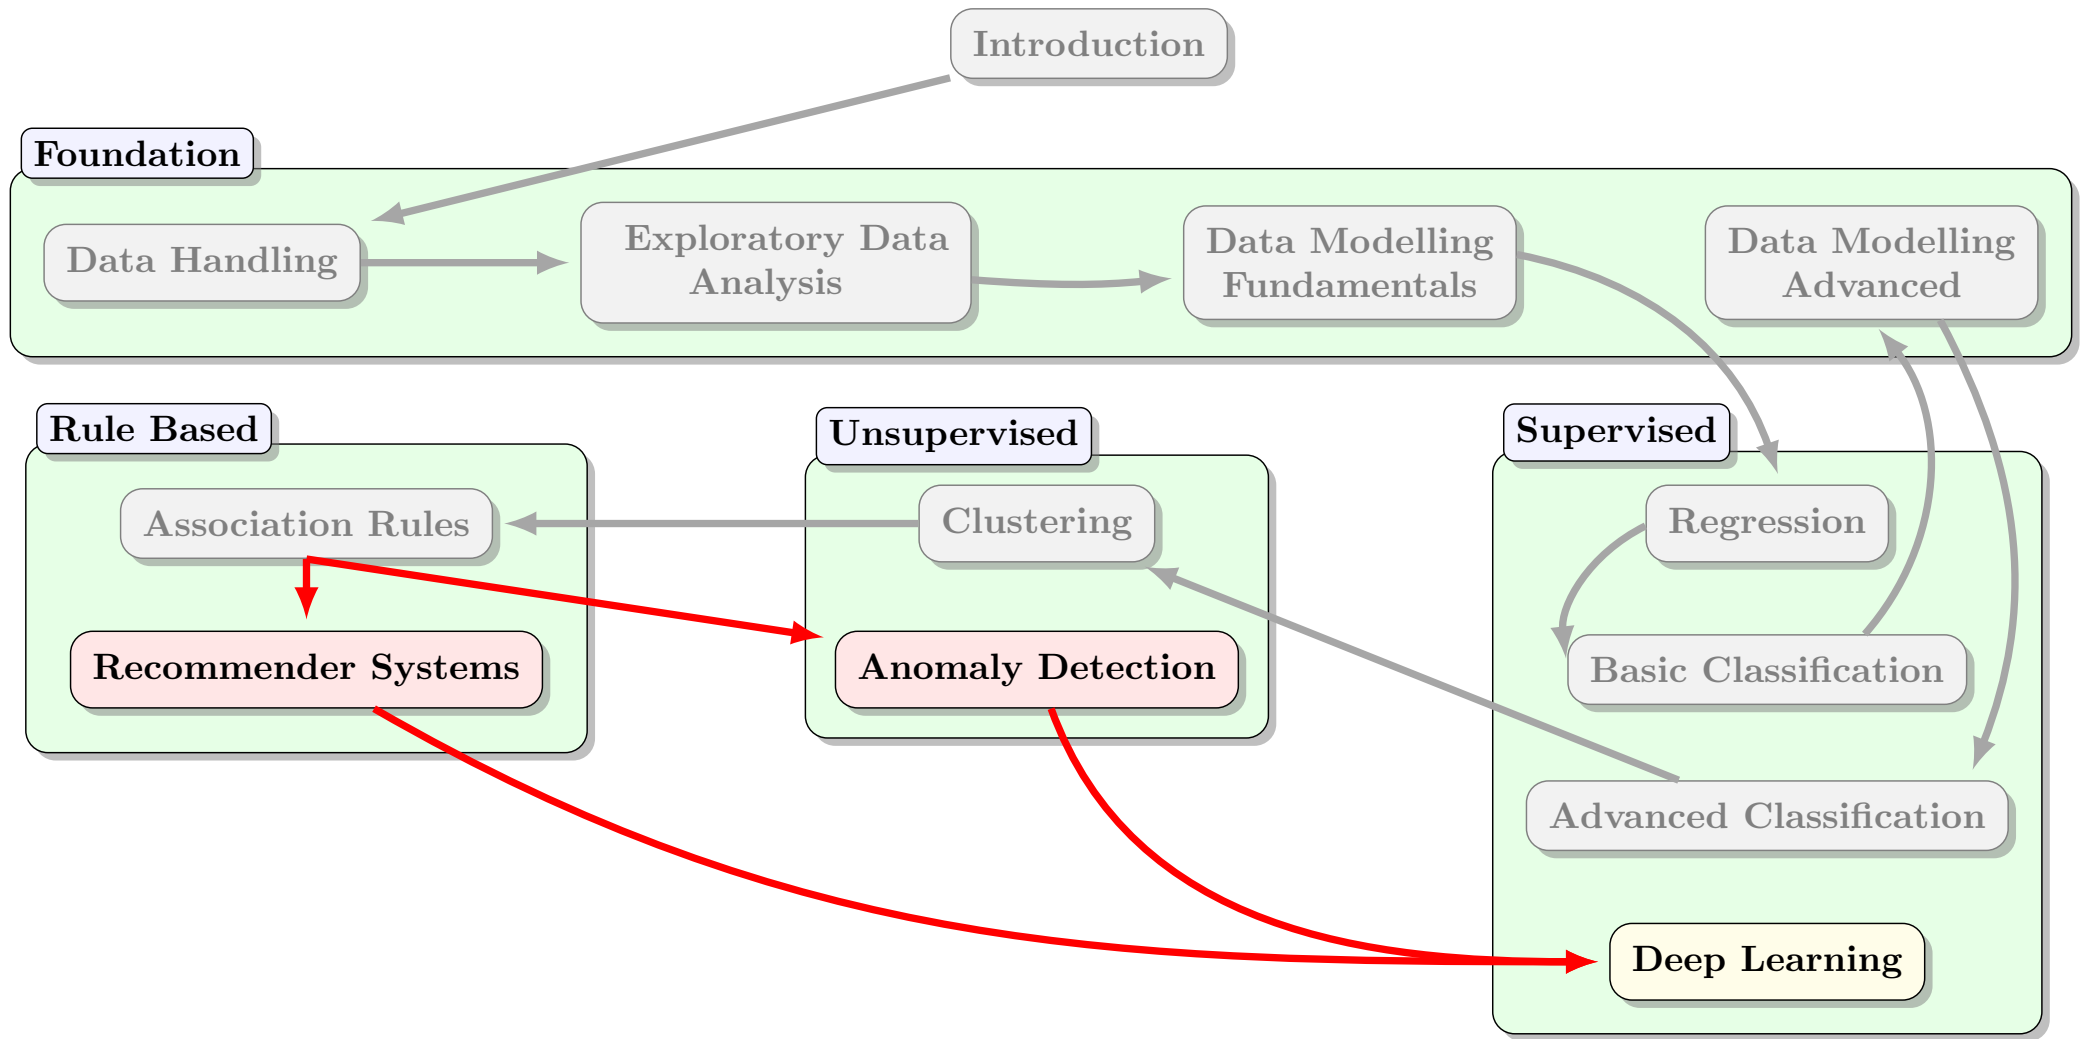 Introduction
Foundation
Data Handling
Exploratory Data
Analysis
Data Modelling
Fundamentals
Data Modelling
Advanced
Rule Based
Association Rules
Recommender Systems
Unsupervised
Clustering
Anomaly Detection
Supervised
Regression
Basic Classification
Advanced Classification
Deep Learning